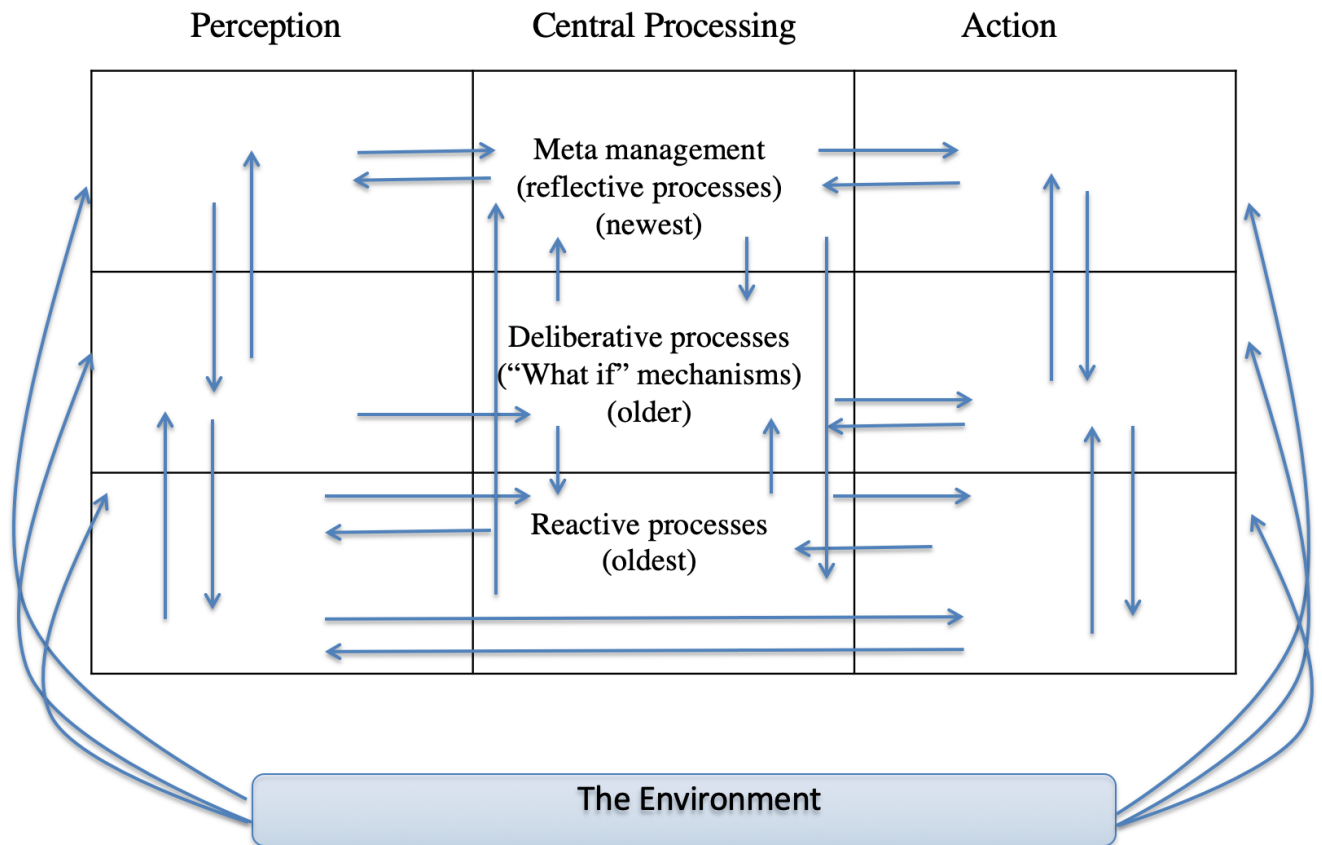 Perception
Central Processing
Action
Meta management
(reflective processes)
(newest)
Deliberative processes
(“What if” mechanisms)
(older)
Reactive processes
(oldest)
The Environment